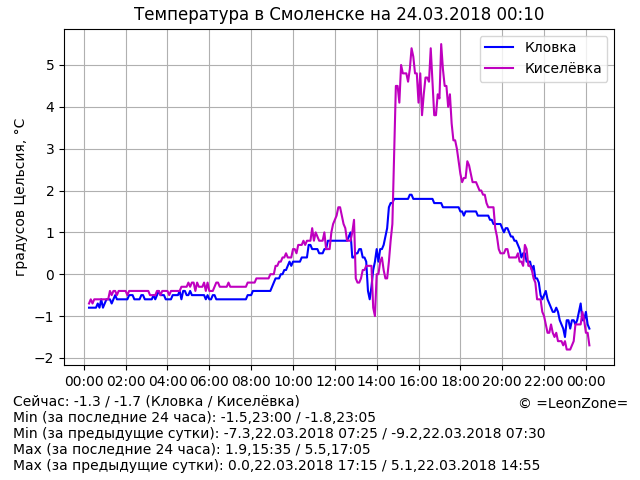 Температура в Смоленске на 24.03.2018 00:10
Кловка
Киселёвка
градусов Цельсия, °C
5
4
3
2
1
0
−1
−2
00:00 02:00 04:00 06:00 08:00 10:00 12:00 14:00 16:00 18:00 20:00 22:00 00:00
Сейчас: -1.3 / -1.7 (Кловка / Киселёвка)
© =LeonZone=
Min (за последние 24 часа): -1.5,23:00 / -1.8,23:05
Min (за предыдущие сутки): -7.3,22.03.2018 07:25 / -9.2,22.03.2018 07:30
Max (за последние 24 часа): 1.9,15:35 / 5.5,17:05
Max (за предыдущие сутки): 0.0,22.03.2018 17:15 / 5.1,22.03.2018 14:55